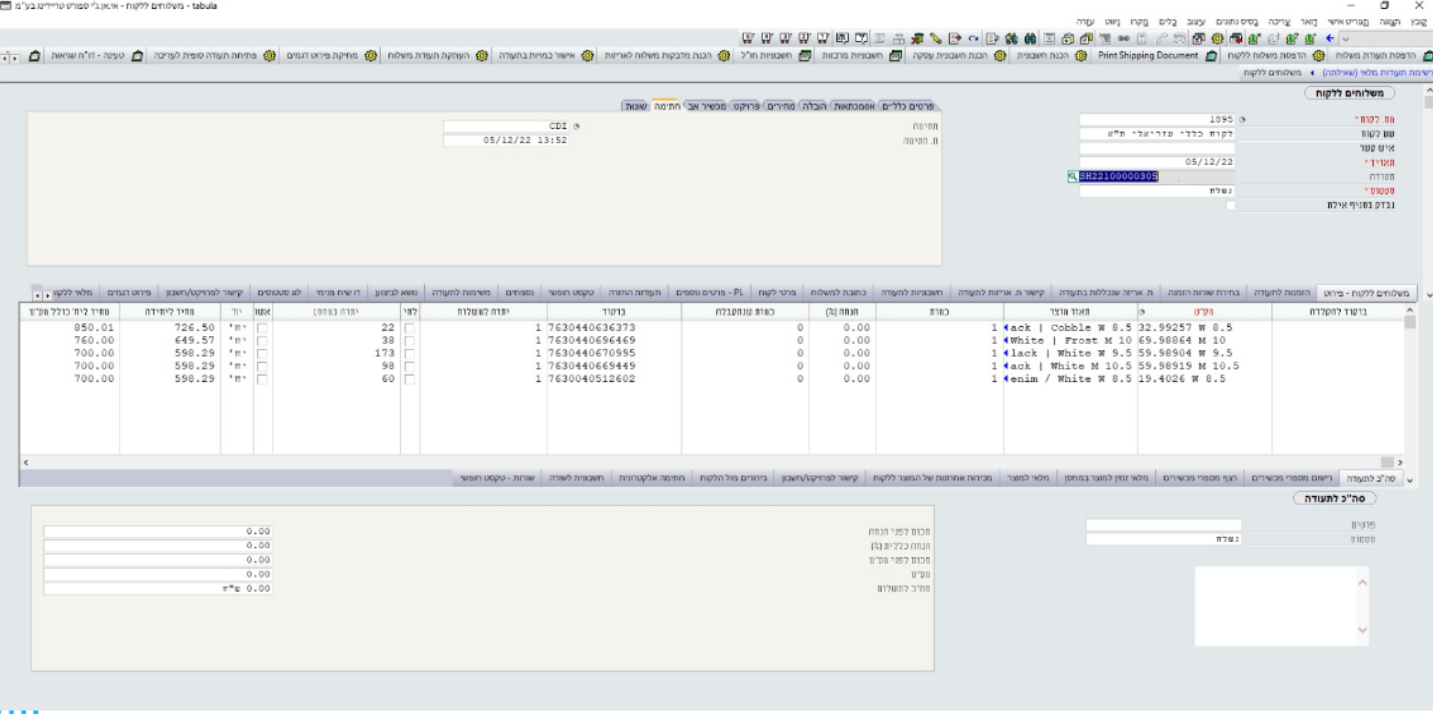 tabula - משלוחים ללקוח - אי.אן.ג'י ספורט טריידינג בע"מ
קובץ תצוגה תפריט אישי דואר עריכה בסיס נתונים עיצוב כלים מקרו ניווט עזרה
הדפסת תעודת משלוח הדפסת משלוח ללקוח Print Shipping Document הכנת חשבונית הכנת חשבונית עסקה חשבוניות מרכזות חשבוניות חו"ל הכנת מדבקות משלוח לאריזות אישור כמויות בתעודה העתקת תעודת משלוח מחיקת פירוט דגמים פתיחת תעודה סופית לעריכה טעינה - דו"ח שגיאות
רשימת תעודות מלאי (שאילתה) משלוחים ללקוח
משלוחים ללקוח
פרטים כלליים אסמכתאות הובלה מחירים פרויקט מכשיר אב חתימה שונות
מס. לקוח * 1895
שם לקוח לקוח כללי עזריאלי ת"א
איש קשר
תאריך * 05/12/22
תעודה SH22100000305
סטטוס * נשלח
נבדק בסניף אילת
חתימה CDI
ת. חתימה 05/12/22 13:52
משלוחים ללקוח - פירוט הזמנות לתעודה בחירת שורות הזמנה ת. אריזה שנכללות בתעודה קישור ת. אריזות לתעודה חשבוניות לתעודה כתובת למשלוח פרטי לקוח PL - פרטים נוספים תעודות החזרה טקסט חופשי נספחים משימות לתעודה נושא לביצוע דו שיח פנימי לוג סטטוסים קישור לפרויקט/חשבון פירוט דגמים מלאי ללקוח
ברקוד להקלדה מק"ט תאור מוצר כמות הנחה (%) כמות שנתקבלה ברקוד יתרה למשלוח למי יתרה במחסן אשו יח' מחיר ליחידה מחיר ליח' כולל מע"מ
32.99257 W 8.5 ack | Cobble W 8.5 1 0.00 0 7630440636373 1 22 יח' 726.50 850.01
69.98864 M 10 White | Frost M 10 1 0.00 0 7630440696469 1 38 יח' 649.57 760.00
59.98904 W 9.5 lack | White W 9.5 1 0.00 0 7630440670995 1 173 יח' 598.29 700.00
59.98919 M 10.5 ack | White M 10.5 1 0.00 0 7630440669449 1 98 יח' 598.29 700.00
19.4026 W 8.5 enim / White W 8.5 1 0.00 0 7630040512602 1 60 יח' 598.29 700.00
סה"כ לתעודה רישום מספרי מכשירים רצף מספרי מכשירים מלאי זמין למוצר במחסן מלאי למוצר מכירות אחרונות של המוצר ללקוח קישור לפרויקט/חשבון בירורים מול הלקוח חתימה אלקטרונית חשבונית לשורה שורות - טקסט חופשי
סה"כ לתעודה
פרטים
סטטוס נשלח
סכום לפני הנחה 0.00
הנחה כללית (%) 0.00
סכום לפני מע"מ 0.00
מע"מ 0.00
סה"כ לתשלום 0.00 ש"ח